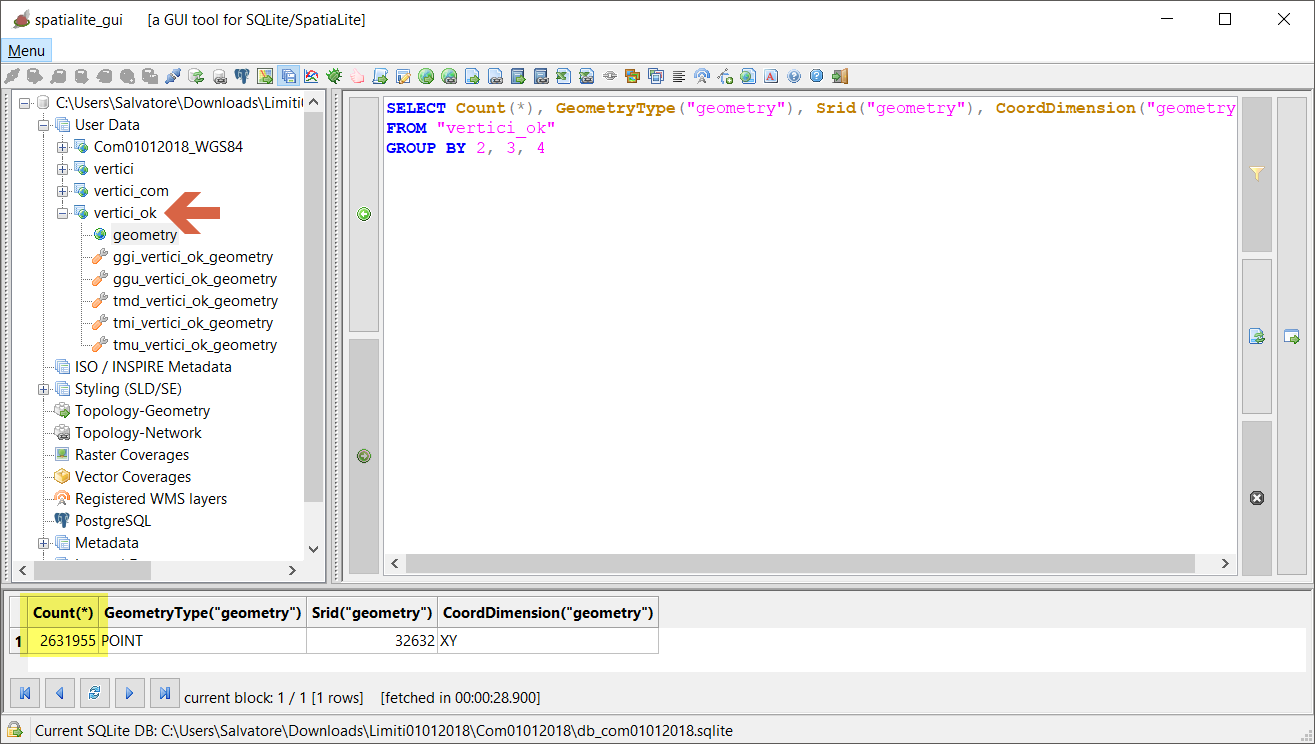 spatialite_gui [a GUI tool for SQLite/SpatiaLite]
Menu
C:\Users\Salvatore\Downloads\Limiti
User Data
Com01012018_WGS84
vertici
vertici_com
vertici_ok
geometry
ggi_vertici_ok_geometry
ggu_vertici_ok_geometry
tmd_vertici_ok_geometry
tmi_vertici_ok_geometry
tmu_vertici_ok_geometry
ISO / INSPIRE Metadata
Styling (SLD/SE)
Topology-Geometry
Topology-Network
Raster Coverages
Vector Coverages
Registered WMS layers
PostgreSQL
Metadata
SELECT Count(*), GeometryType("geometry"), Srid("geometry"), CoordDimension("geometry
FROM "vertici_ok"
GROUP BY 2, 3, 4
Count(*) GeometryType("geometry") Srid("geometry") CoordDimension("geometry")
1 2631955 POINT 32632 XY
current block: 1 / 1 [1 rows] [fetched in 00:00:28.900]
Current SQLite DB: C:\Users\Salvatore\Downloads\Limiti01012018\Com01012018\db_com01012018.sqlite